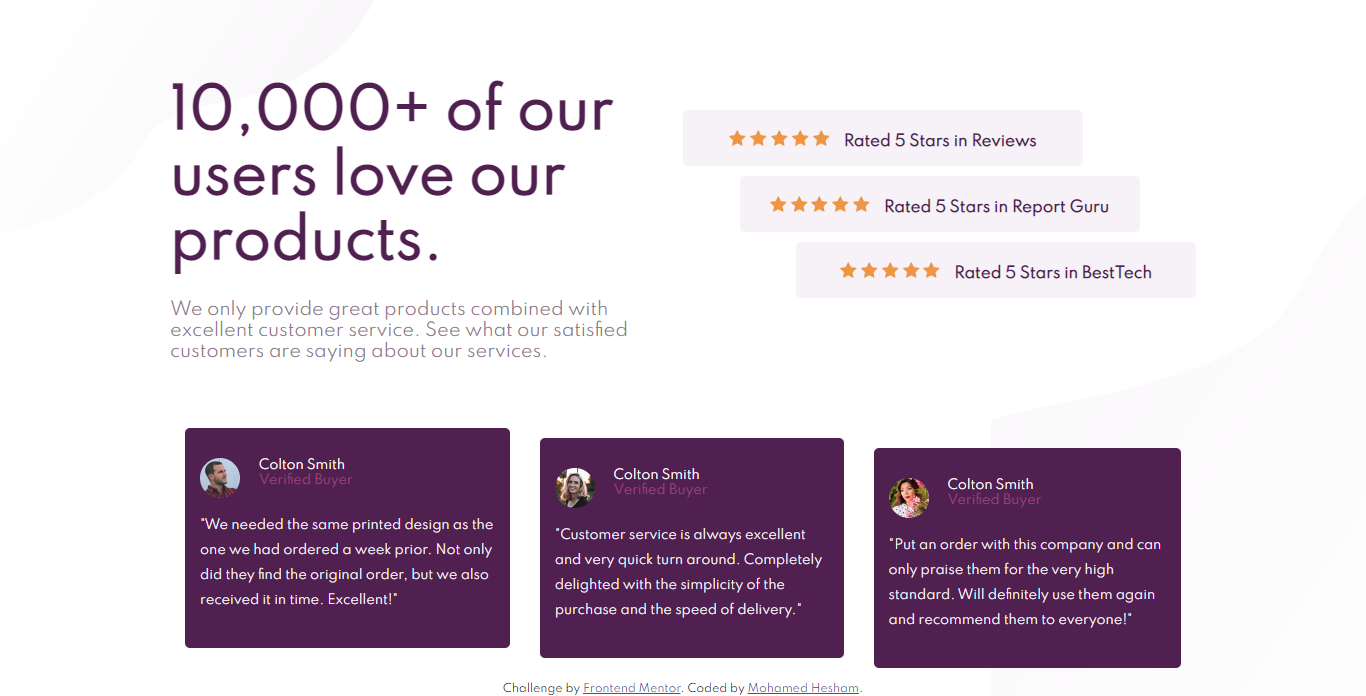 10,000+ of our
users love our
products.
We only provide great products combined with
excellent customer service. See what our satisfied
customers are saying about our services.
Rated 5 Stars in Reviews
Rated 5 Stars in Report Guru
Rated 5 Stars in BestTech
Colton Smith
Verified Buyer
"We needed the same printed design as the
one we had ordered a week prior. Not only
did they find the original order, but we also
received it in time. Excellent!"
Colton Smith
Verified Buyer
"Customer service is always excellent
and very quick turn around. Completely
delighted with the simplicity of the
purchase and the speed of delivery."
Colton Smith
Verified Buyer
"Put an order with this company and can
only praise them for the very high
standard. Will definitely use them again
and recommend them to everyone!"
Challenge by Frontend Mentor. Coded by Mohamed Hesham.